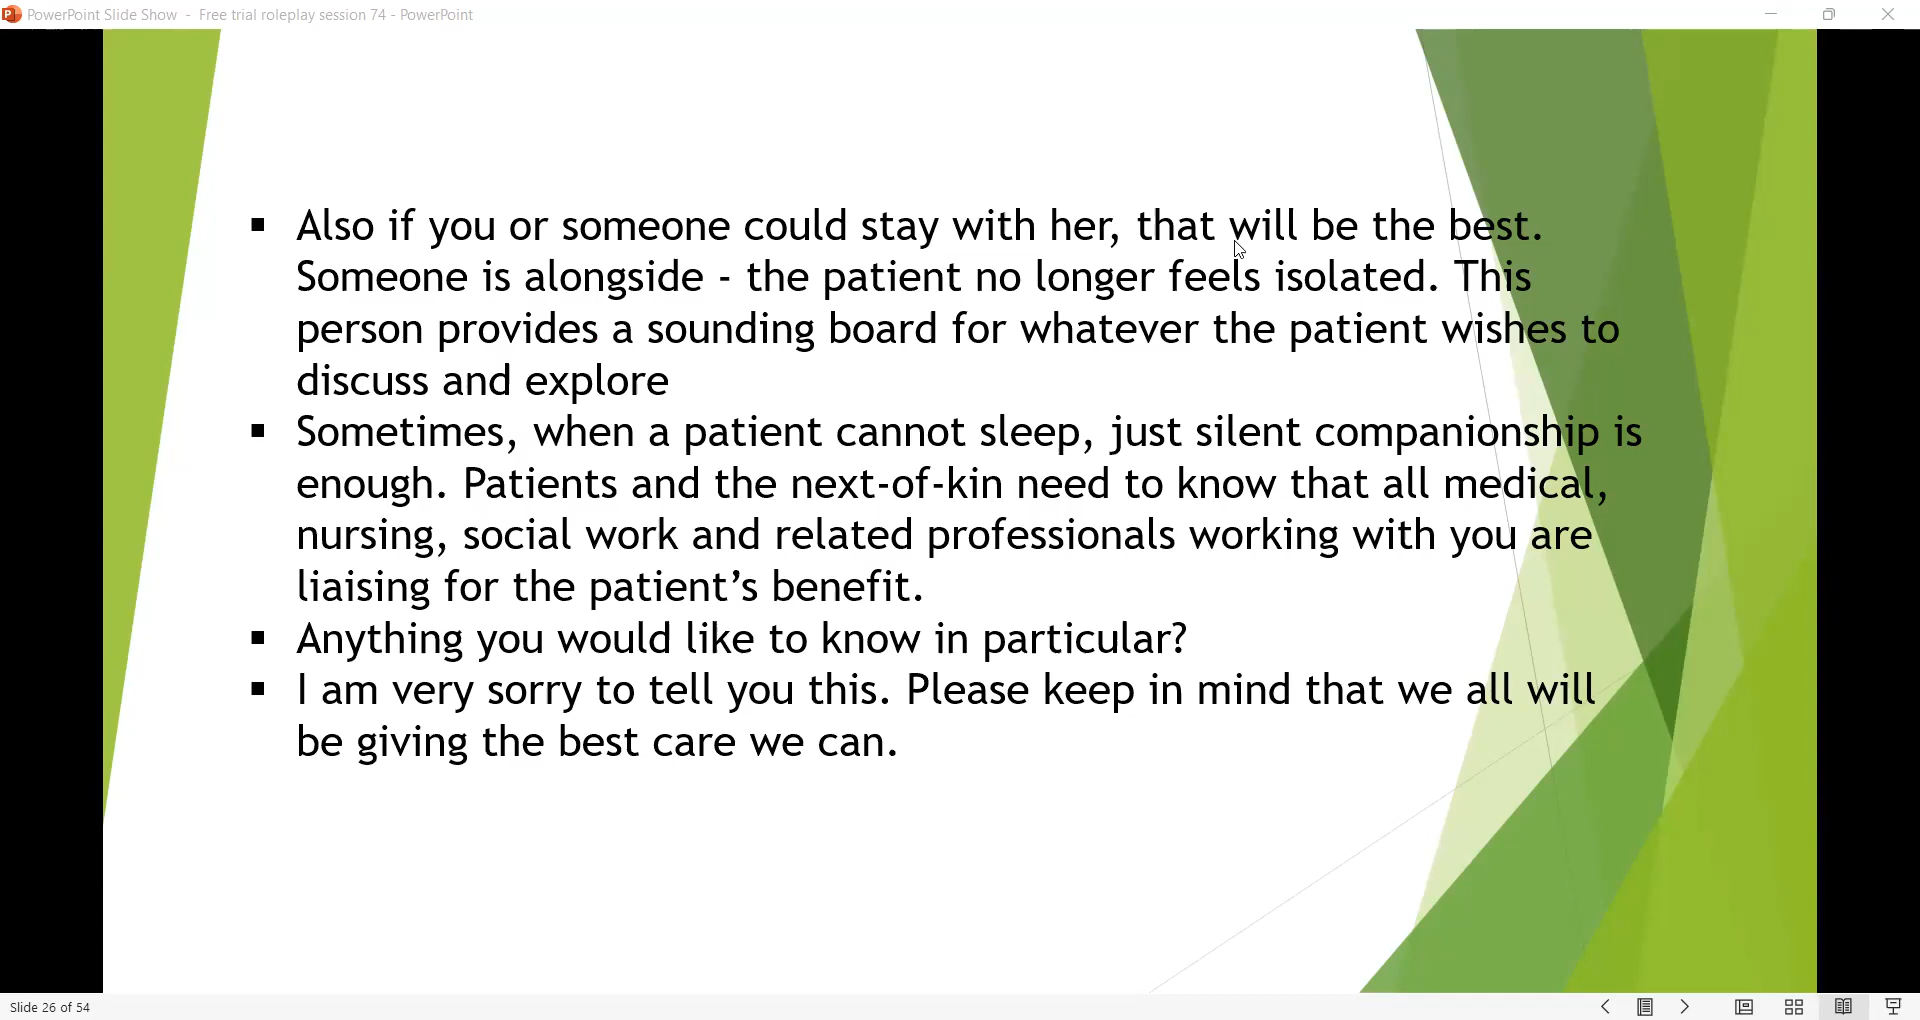 PowerPoint Slide Show - Free trial roleplay session 74 - PowerPoint
▪ Also if you or someone could stay with her, that will be the best.
Someone is alongside - the patient no longer feels isolated. This
person provides a sounding board for whatever the patient wishes to
discuss and explore
▪ Sometimes, when a patient cannot sleep, just silent companionship is
enough. Patients and the next-of-kin need to know that all medical,
nursing, social work and related professionals working with you are
liaising for the patient’s benefit.
▪ Anything you would like to know in particular?
▪ I am very sorry to tell you this. Please keep in mind that we all will
be giving the best care we can.
Slide 26 of 54